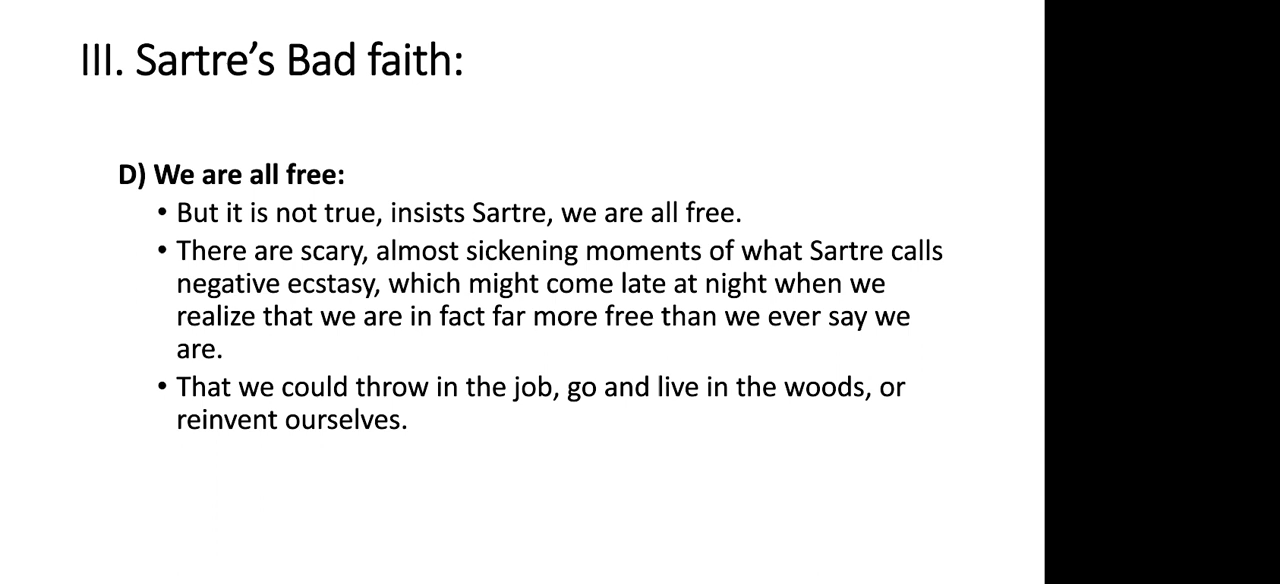 III. Sartre’s Bad faith:
D) We are all free:
• But it is not true, insists Sartre, we are all free.
• There are scary, almost sickening moments of what Sartre calls
negative ecstasy, which might come late at night when we
realize that we are in fact far more free than we ever say we
are.
• That we could throw in the job, go and live in the woods, or
reinvent ourselves.